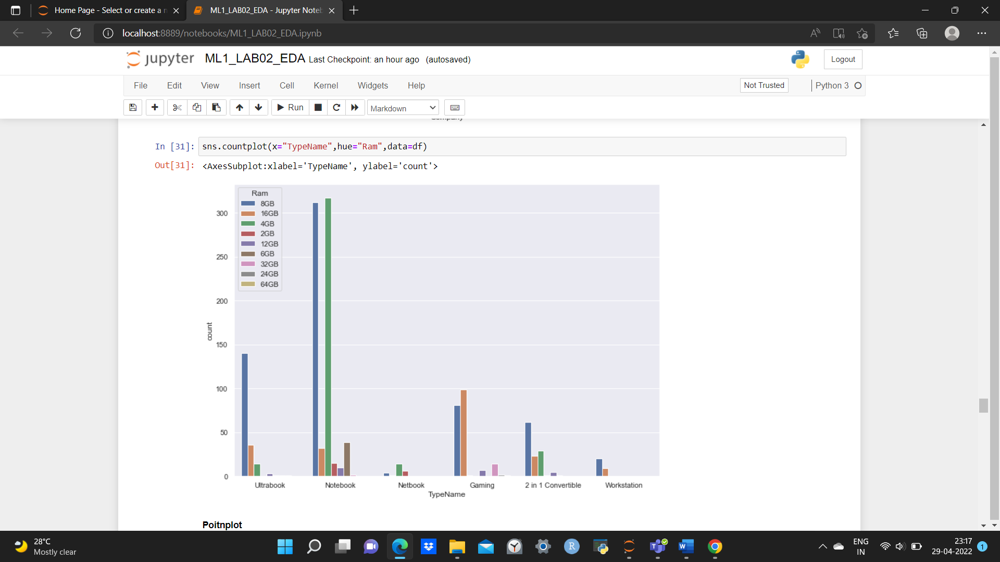 Home Page - Select or create a n
ML1_LAB02_EDA - Jupyter Noteb
localhost:8889/notebooks/ML1_LAB02_EDA.ipynb
jupyter ML1_LAB02_EDA Last Checkpoint: an hour ago (autosaved)
Logout
File Edit View Insert Cell Kernel Widgets Help
Not Trusted
Python 3
Run
Markdown
Company
In [31]: sns.countplot(x="TypeName",hue="Ram",data=df)
Out[31]: <AxesSubplot:xlabel='TypeName', ylabel='count'>
Ram
8GB
16GB
4GB
2GB
12GB
6GB
32GB
24GB
64GB
300
250
200
150
100
50
0
count
Ultrabook Notebook Netbook Gaming 2 in 1 Convertible Workstation
TypeName
Poitnplot
28°C
Mostly clear
ENG
IN
23:17
29-04-2022
1